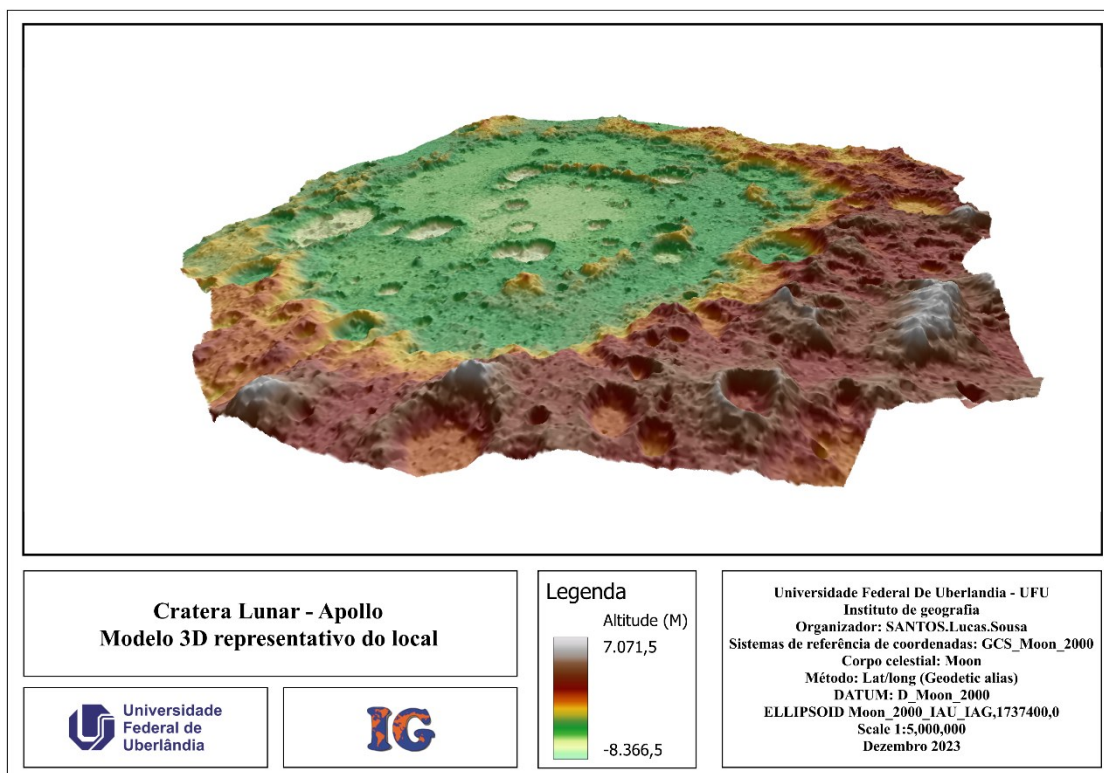 Cratera Lunar - Apollo
Modelo 3D representativo do local
Universidade
Federal de
Uberlândia
IG
Legenda
Altitude (M)
7.071,5
-8.366,5
Universidade Federal De Uberlandia - UFU
Instituto de geografia
Organizador: SANTOS.Lucas.Sousa
Sistemas de referência de coordenadas: GCS_Moon_2000
Corpo celestial: Moon
Método: Lat/long (Geodetic alias)
DATUM: D_Moon_2000
ELLIPSOID Moon_2000_IAU_IAG,1737400,0
Scale 1:5,000,000
Dezembro 2023